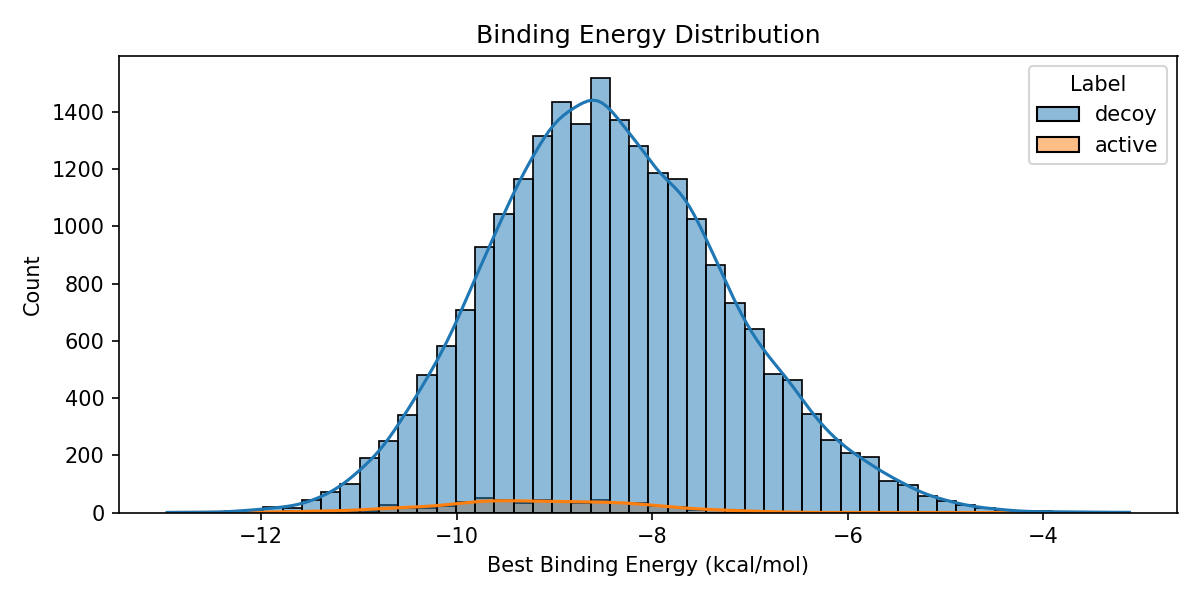 Binding Energy Distribution
Label
decoy
active
1400
1200
1000
800
600
400
200
0
Count
−12
−10
−8
−6
−4
Best Binding Energy (kcal/mol)